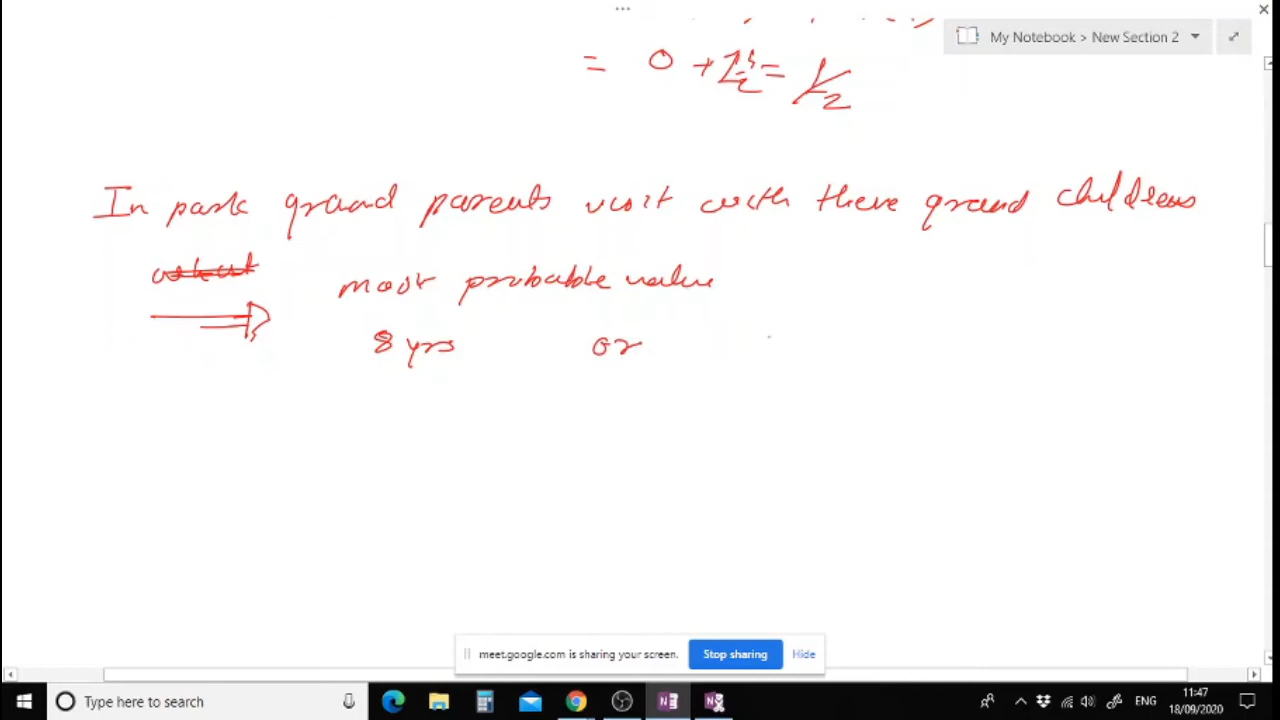 My Notebook > New Section 2
= 0 + = 1/2
In park grand parents visit with there grand childrens
most probable value
8 yrs or
meet.google.com is sharing your screen. Stop sharing Hide
Type here to search
ENG
11:47
18/09/2020